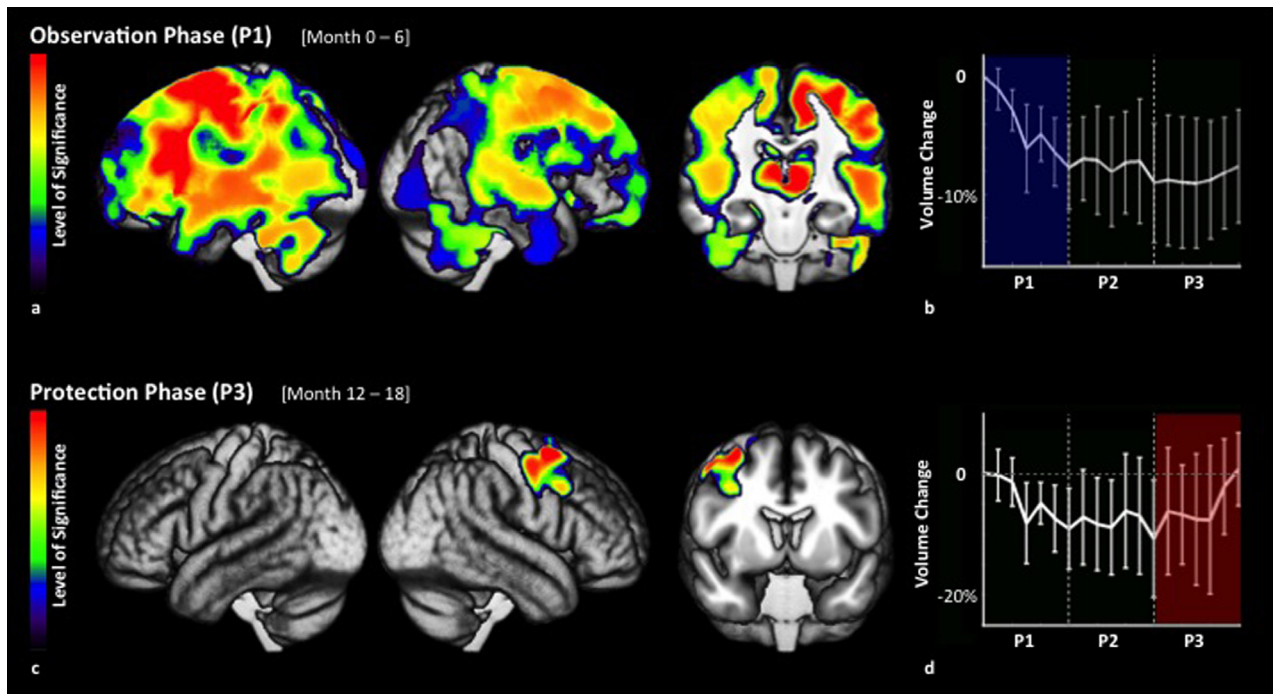 Observation Phase (P1) [Month 0 – 6]
Level of Significance
a
Volume Change
0
-10%
P1 P2 P3
b
Protection Phase (P3) [Month 12 – 18]
Level of Significance
c
Volume Change
0
-20%
P1 P2 P3
d